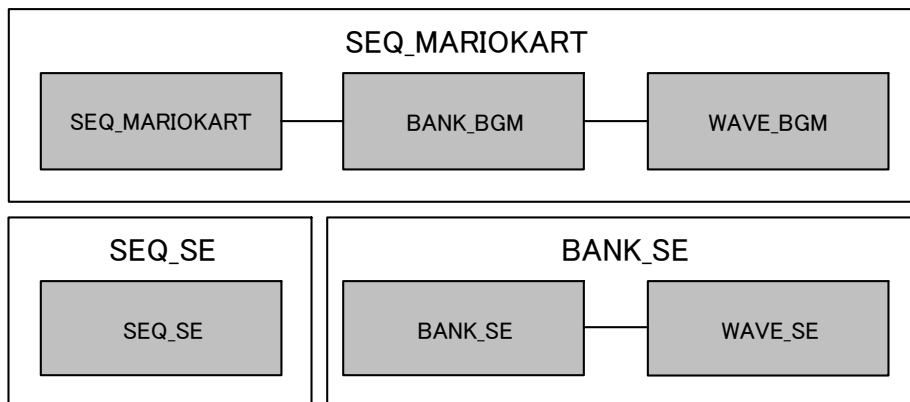 SEQ_MARIOKART
SEQ_MARIOKART
BANK_BGM
WAVE_BGM
SEQ_SE
SEQ_SE
BANK_SE
BANK_SE
WAVE_SE